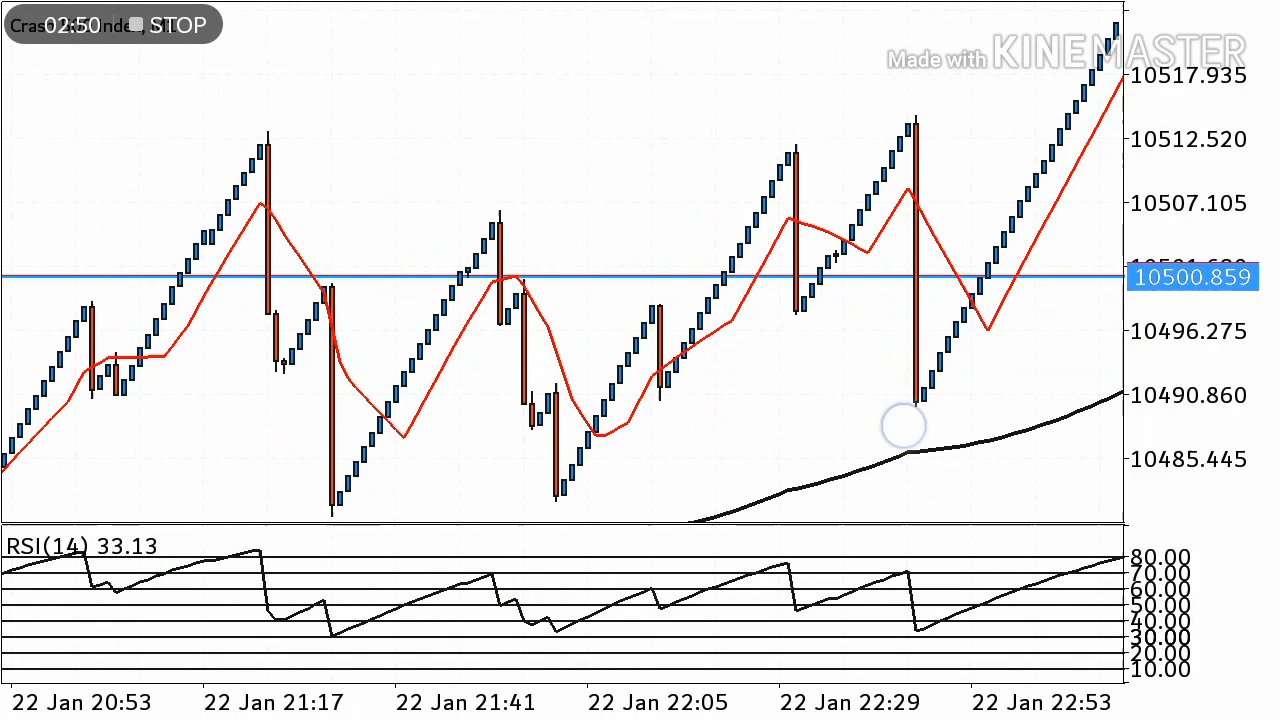 02:50 STOP
Made with KINEMASTER
10517.935
10512.520
10507.105
10500.859
10496.275
10490.860
10485.445
RSI(14) 33.13
80.00
70.00
60.00
50.00
40.00
30.00
20.00
10.00
22 Jan 20:53
22 Jan 21:17
22 Jan 21:41
22 Jan 22:05
22 Jan 22:29
22 Jan 22:53